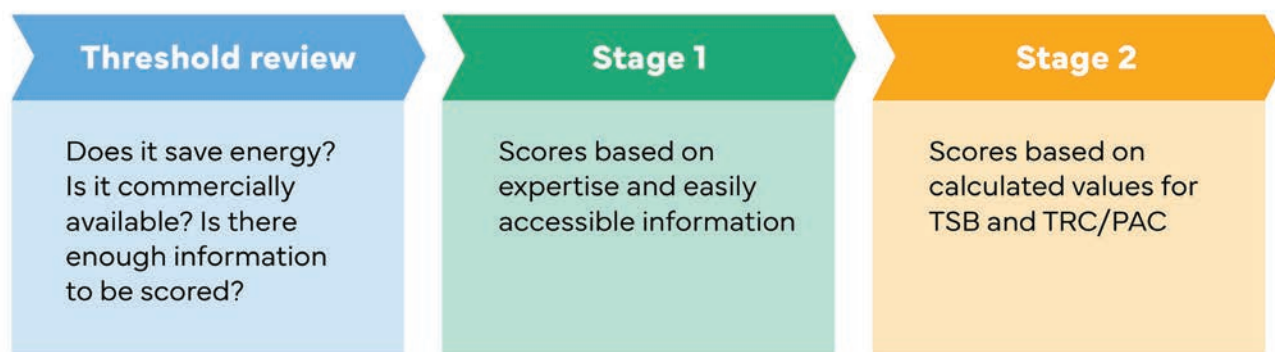 Threshold review
Does it save energy?
Is it commercially
available? Is there
enough information
to be scored?
Stage 1
Scores based on
expertise and easily
accessible information
Stage 2
Scores based on
calculated values for
TSB and TRC/PAC